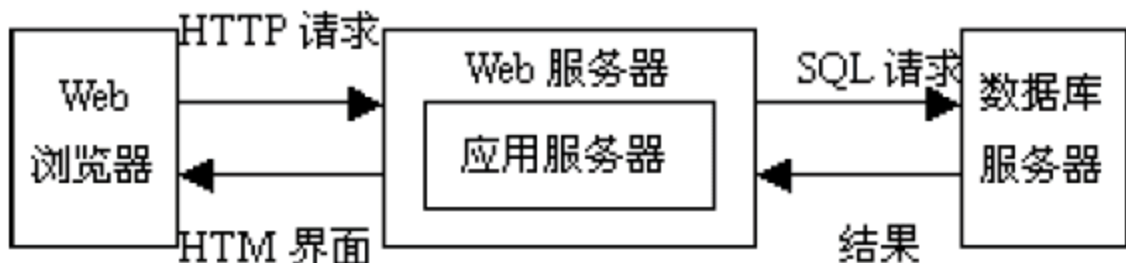 HTTP 请求
Web
浏览器
HTM 界面
Web 服务器
应用服务器
SQL 请求
结果
数据库
服务器